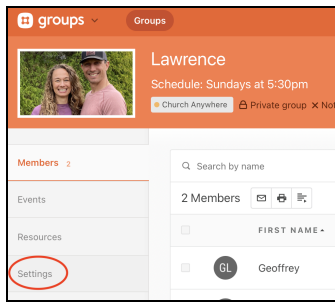 groups
Groups
Lawrence
Schedule: Sundays at 5:30pm
Church Anywhere Private group
Members 2
Search by name
Events
2 Members
Resources
FIRST NAME
Settings
GL Geoffrey